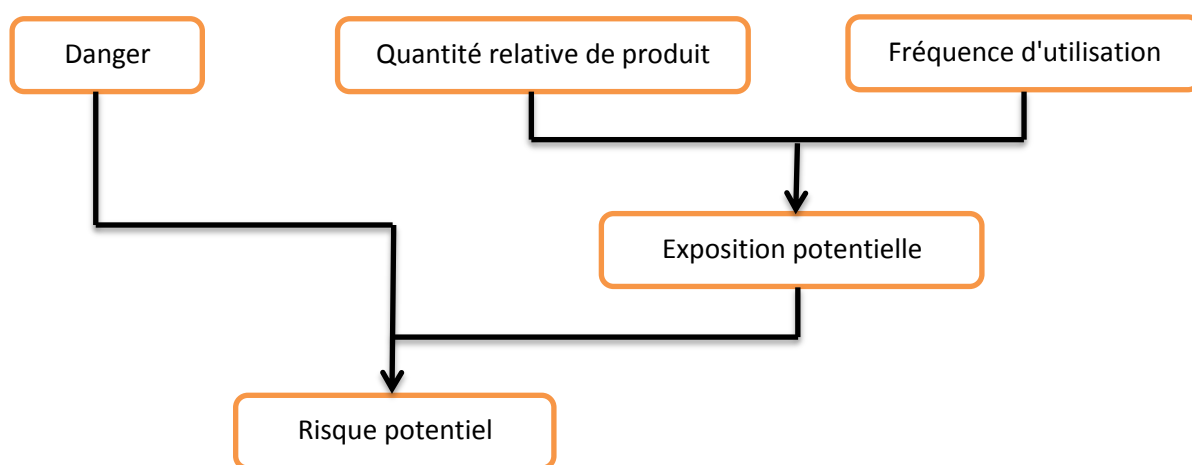 Danger
Quantité relative de produit
Fréquence d'utilisation
Exposition potentielle
Risque potentiel